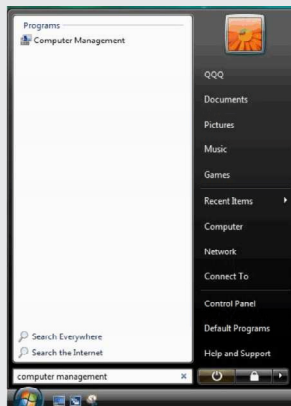 Programs
Computer Management
Search Everywhere
Search the Internet
computer management
QQQ
Documents
Pictures
Music
Games
Recent Items
Computer
Network
Connect To
Control Panel
Default Programs
Help and Support